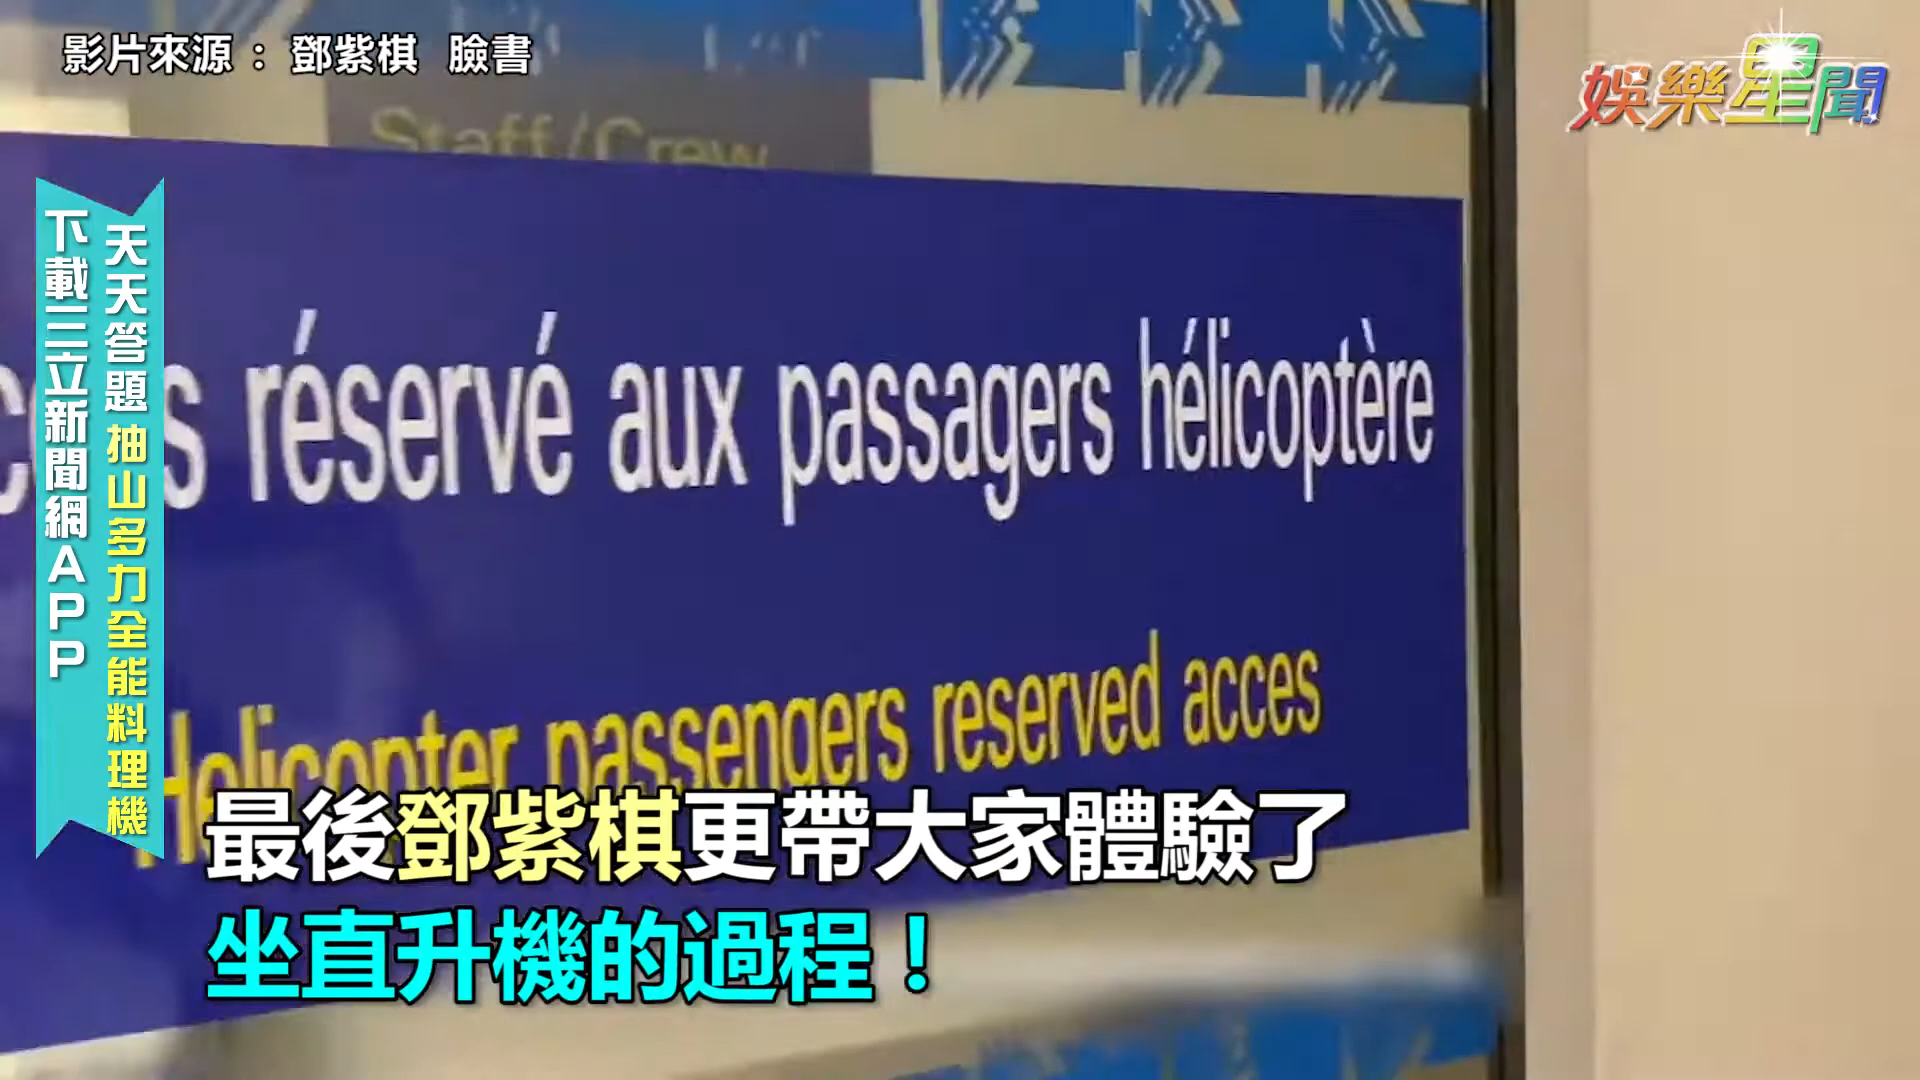 影片來源：鄧紫棋 臉書
娛樂星聞
Staff/Crew
下載三立新聞網APP
天天答題 抽山多力全能料理機
réservé aux passagers hélicoptère
Helicopter passengers reserved acces
最後鄧紫棋更帶大家體驗了
坐直升機的過程！